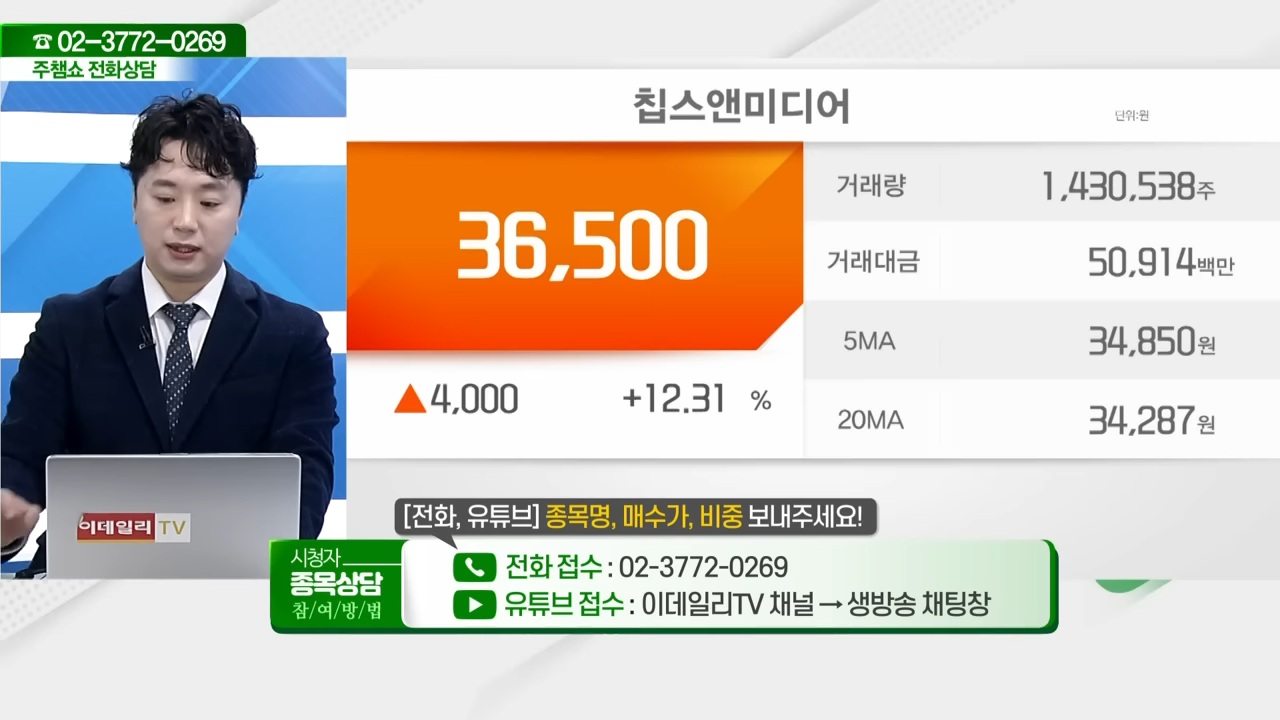 ☎ 02-3772-0269
주챔쇼 전화상담
칩스앤미디어
단위:원
36,500
▲4,000 +12.31 %
거래량 1,430,538주
거래대금 50,914백만
5MA 34,850원
20MA 34,287원
이데일리 TV
[전화, 유튜브] 종목명, 매수가, 비중 보내주세요!
시청자
종목상담
참/여/방/법
전화 접수 : 02-3772-0269
유튜브 접수 : 이데일리TV 채널 → 생방송 채팅창